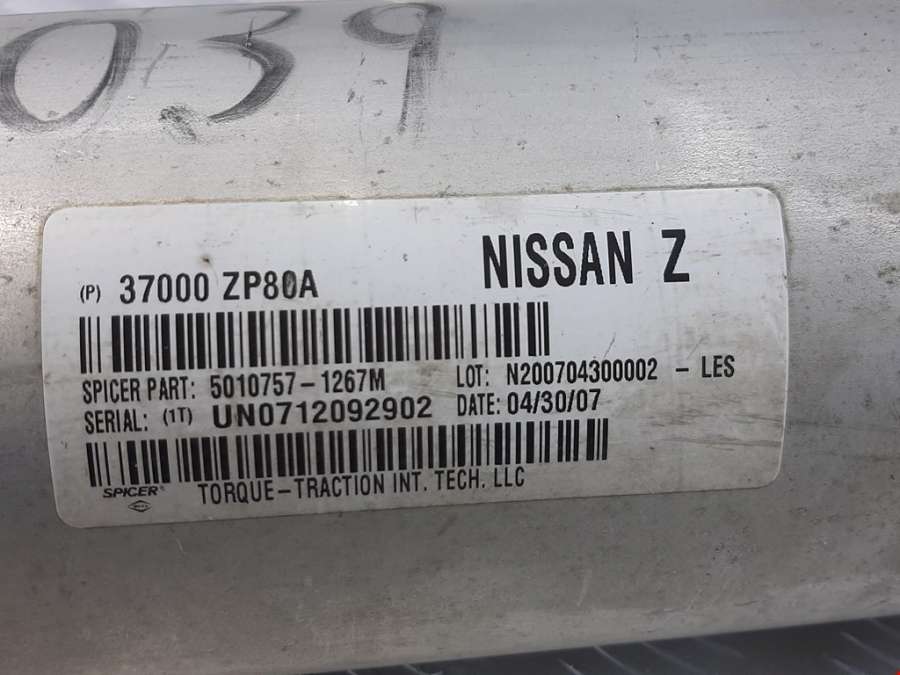 039
(P) 37000 ZP80A NISSAN Z
SPICER PART: 5010757-1267M LOT: N200704300002 - LES
SERIAL: (1T) UN0712092902 DATE: 04/30/07
SPICER® TORQUE-TRACTION INT. TECH. LLC